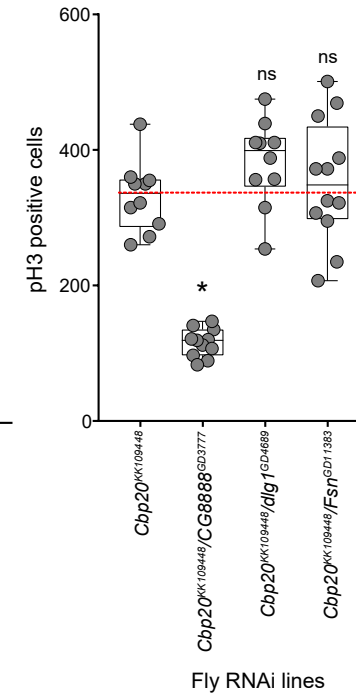 600
400
200
0
pH3 positive cells
*
ns
ns
Cbp20KK109448
Cbp20KK109448/CG8888GD3777
Cbp20KK109448/dlg1GD4689
Cbp20KK109448/FsnGD11383
Fly RNAi lines